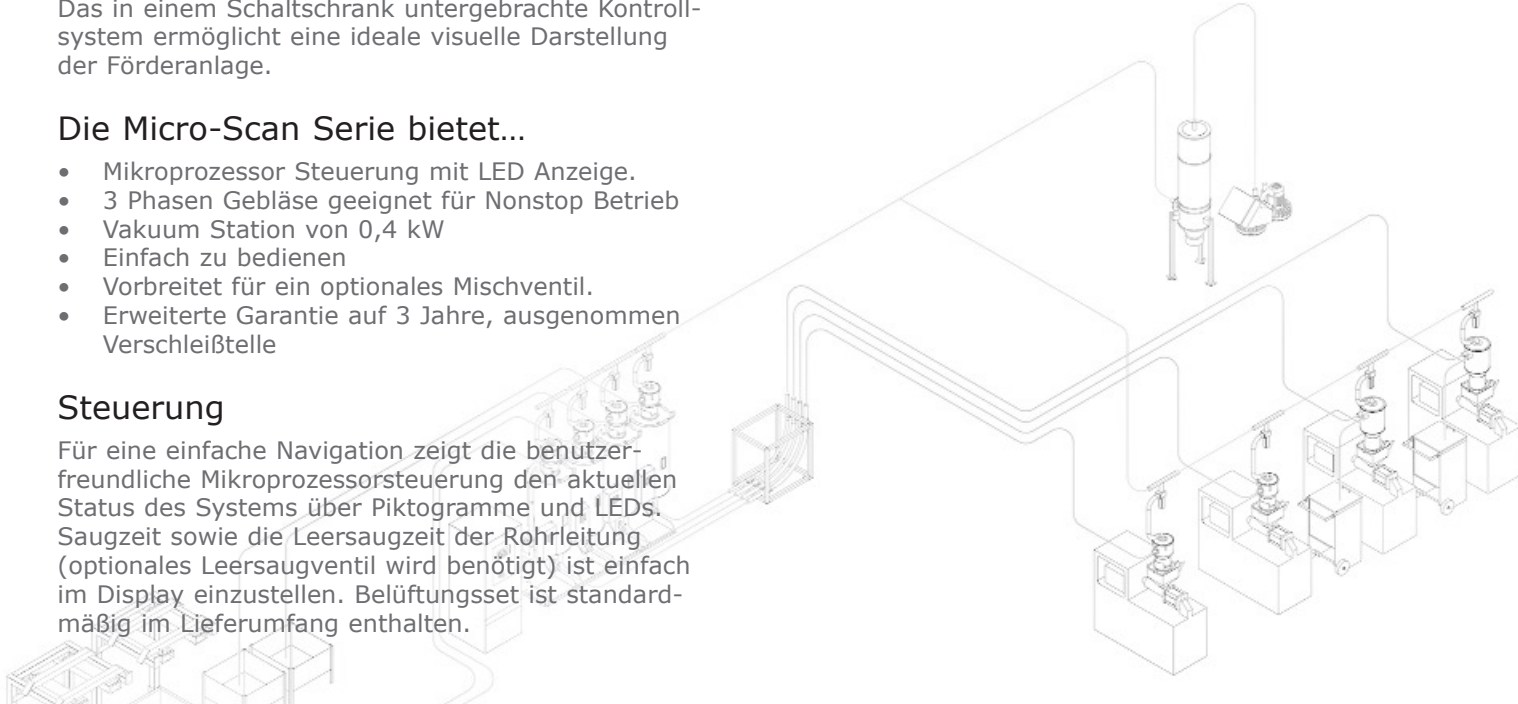 Das in einem Schaltschrank untergebrachte Kontroll-
system ermöglicht eine ideale visuelle Darstellung
der Förderanlage.
Die Micro-Scan Serie bietet…
• Mikroprozessor Steuerung mit LED Anzeige.
• 3 Phasen Gebläse geeignet für Nonstop Betrieb
• Vakuum Station von 0,4 kW
• Einfach zu bedienen
• Vorbreitet für ein optionales Mischventil.
• Erweiterte Garantie auf 3 Jahre, ausgenommen
Verschleißtelle
Steuerung
Für eine einfache Navigation zeigt die benutzer-
freundliche Mikroprozessorsteuerung den aktuellen
Status des Systems über Piktogramme und LEDs.
Saugzeit sowie die Leersaugzeit der Rohrleitung
(optionales Leersaugventil wird benötigt) ist einfach
im Display einzustellen. Belüftungsset ist standard-
mäßig im Lieferumfang enthalten.